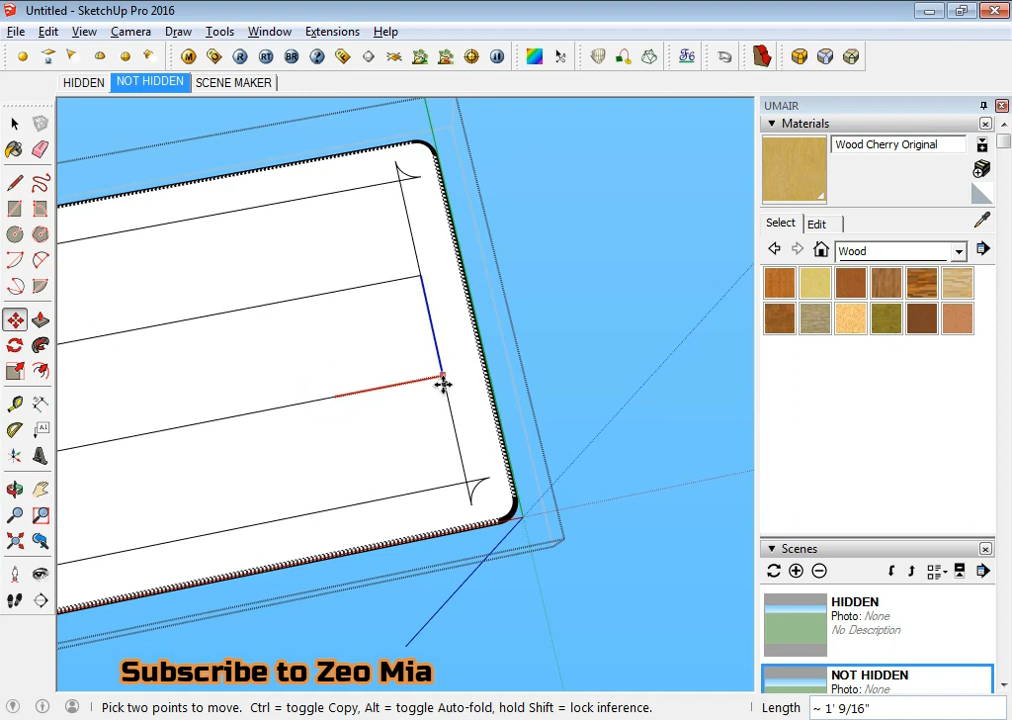 Untitled - SketchUp Pro 2016
File Edit View Camera Draw Tools Window Extensions Help
M R RT BR ?
HIDDEN NOT HIDDEN SCENE MAKER
UMAIR
Materials
Wood Cherry Original
Select Edit
Wood
Scenes
HIDDEN
Photo: None
No Description
NOT HIDDEN
Photo: None
Subscribe to Zeo Mia
Pick two points to move. Ctrl = toggle Copy, Alt = toggle Auto-fold, hold Shift = lock inference.
Length ~ 1' 9/16"